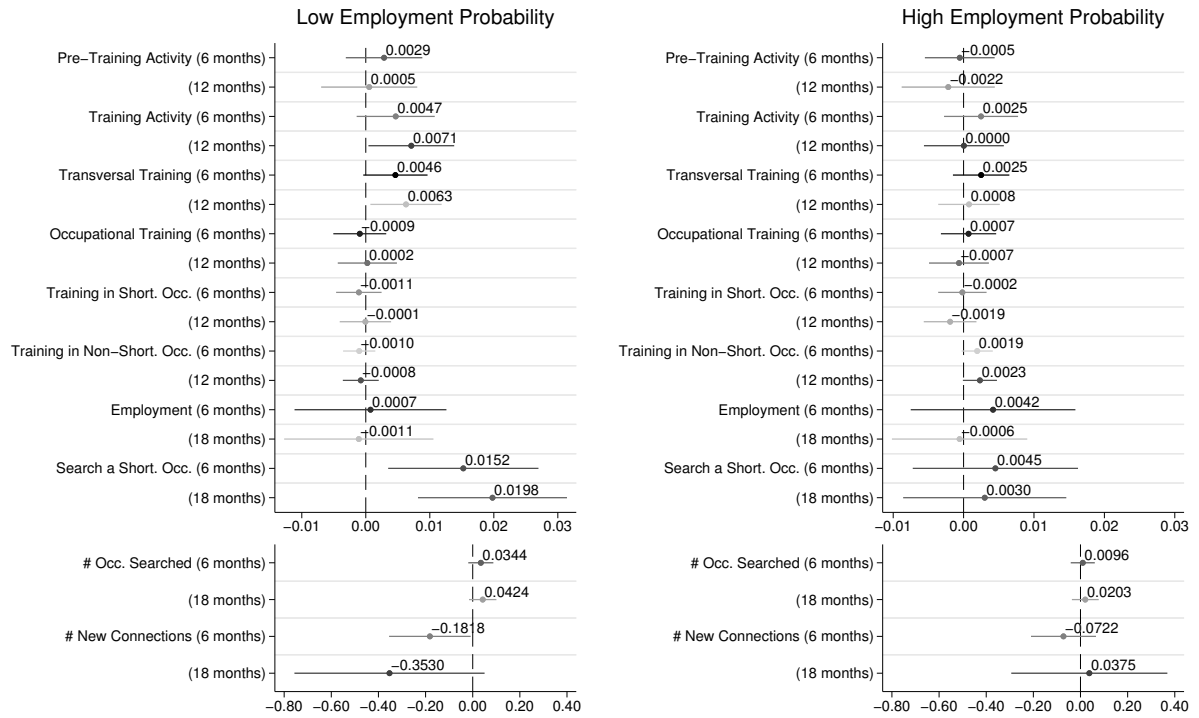 Low Employment Probability
Pre−Training Activity (6 months) 0.0029
(12 months) 0.0005
Training Activity (6 months) 0.0047
(12 months) 0.0071
Transversal Training (6 months) 0.0046
(12 months) 0.0063
Occupational Training (6 months) −0.0009
(12 months) 0.0002
Training in Short. Occ. (6 months) −0.0011
(12 months) −0.0001
Training in Non−Short. Occ. (6 months) −0.0010
(12 months) −0.0008
Employment (6 months) 0.0007
(18 months) −0.0011
Search a Short. Occ. (6 months) 0.0152
(18 months) 0.0198
−0.01 0.00 0.01 0.02 0.03
# Occ. Searched (6 months) 0.0344
(18 months) 0.0424
# New Connections (6 months) −0.1818
(18 months) −0.3530
−0.80 −0.60 −0.40 −0.20 0.00 0.20 0.40
High Employment Probability
Pre−Training Activity (6 months) −0.0005
(12 months) −0.0022
Training Activity (6 months) 0.0025
(12 months) 0.0000
Transversal Training (6 months) 0.0025
(12 months) 0.0008
Occupational Training (6 months) 0.0007
(12 months) −0.0007
Training in Short. Occ. (6 months) −0.0002
(12 months) −0.0019
Training in Non−Short. Occ. (6 months) 0.0019
(12 months) 0.0023
Employment (6 months) 0.0042
(18 months) −0.0006
Search a Short. Occ. (6 months) 0.0045
(18 months) 0.0030
−0.01 0.00 0.01 0.02 0.03
# Occ. Searched (6 months) 0.0096
(18 months) 0.0203
# New Connections (6 months) −0.0722
(18 months) 0.0375
−0.80 −0.60 −0.40 −0.20 0.00 0.20 0.40